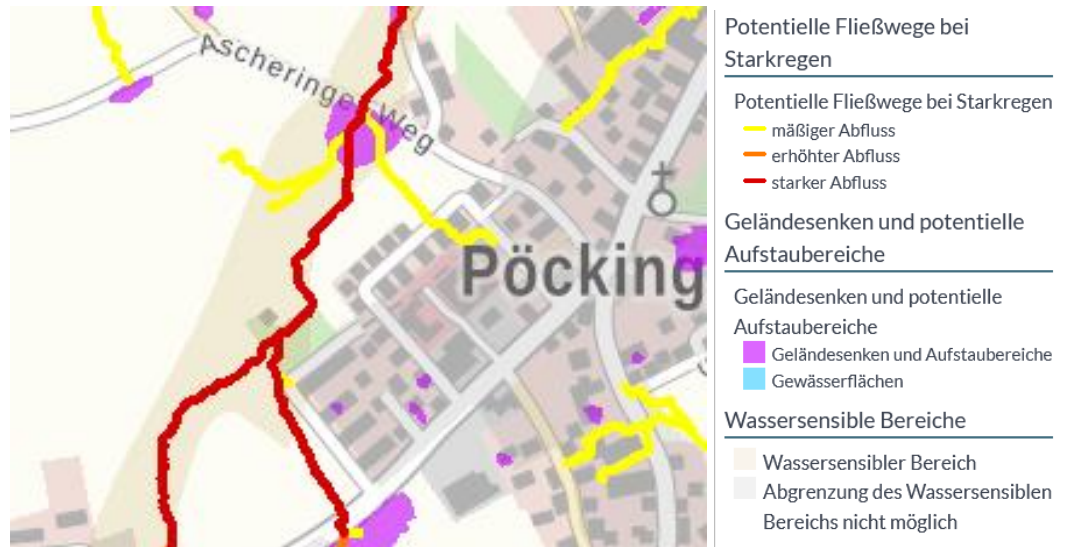 Ascheringer Weg
Pöcking
Potentielle Fließwege bei
Starkregen
Potentielle Fließwege bei Starkregen
mäßiger Abfluss
erhöhter Abfluss
starker Abfluss
Geländesenken und potentielle
Aufstaubereiche
Geländesenken und potentielle
Aufstaubereiche
Geländesenken und Aufstaubereiche
Gewässerflächen
Wassersensible Bereiche
Wassersensibler Bereich
Abgrenzung des Wassersensiblen
Bereichs nicht möglich